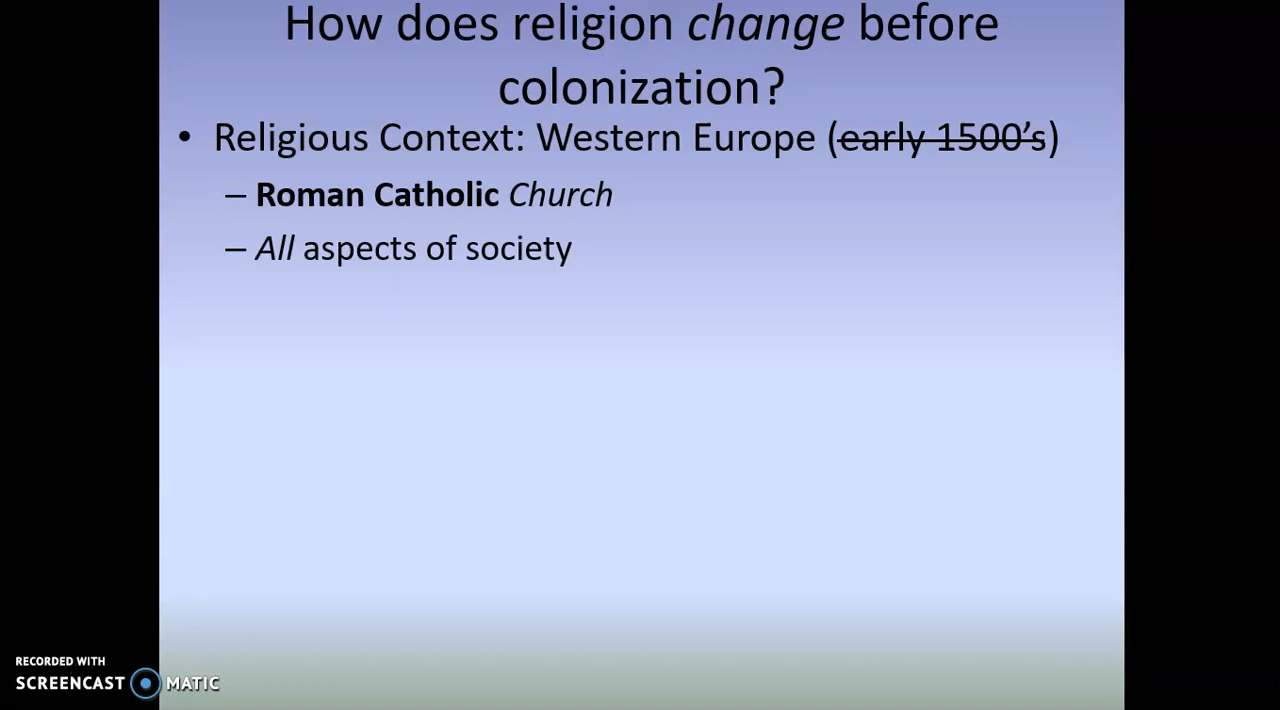 How does religion change before
colonization?
• Religious Context: Western Europe (early 1500's)
– Roman Catholic Church
– All aspects of society
RECORDED WITH
SCREENCAST MATIC